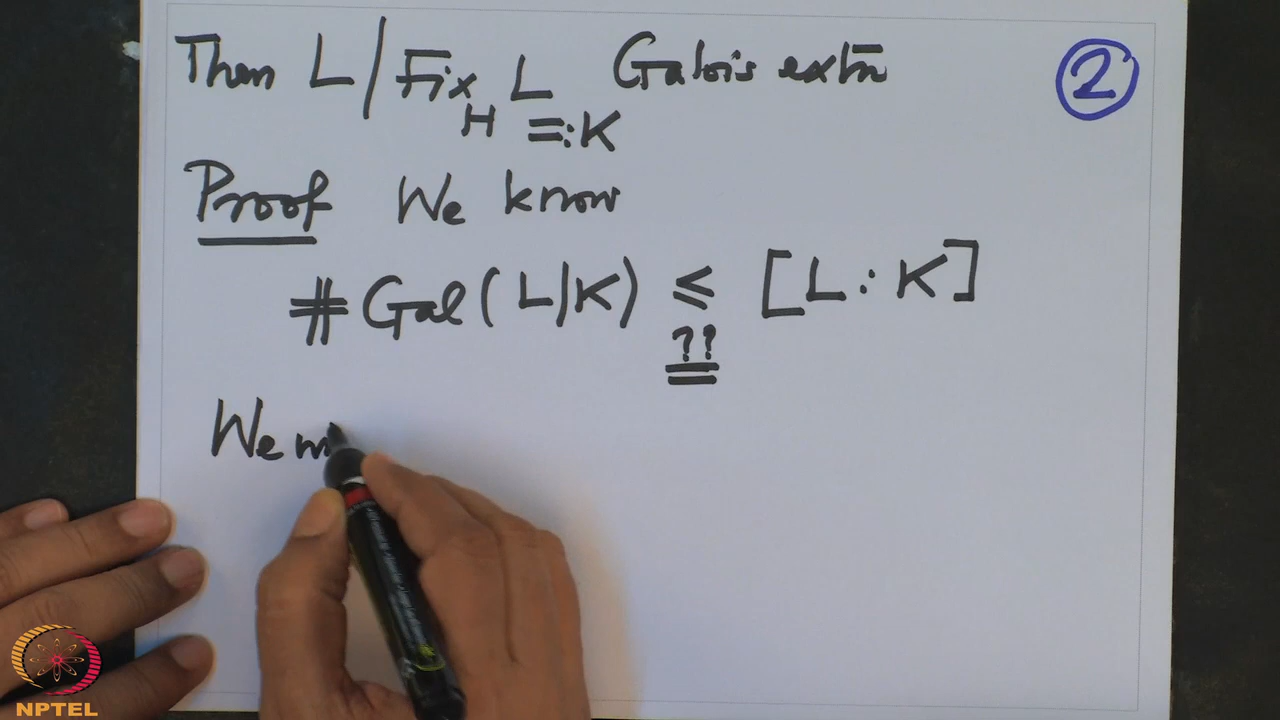 Then L / Fix_H L Galois extn
≡: K
②
Proof We know
# Gal ( L | K ) ≤ [ L : K ]
??
We m
NPTEL